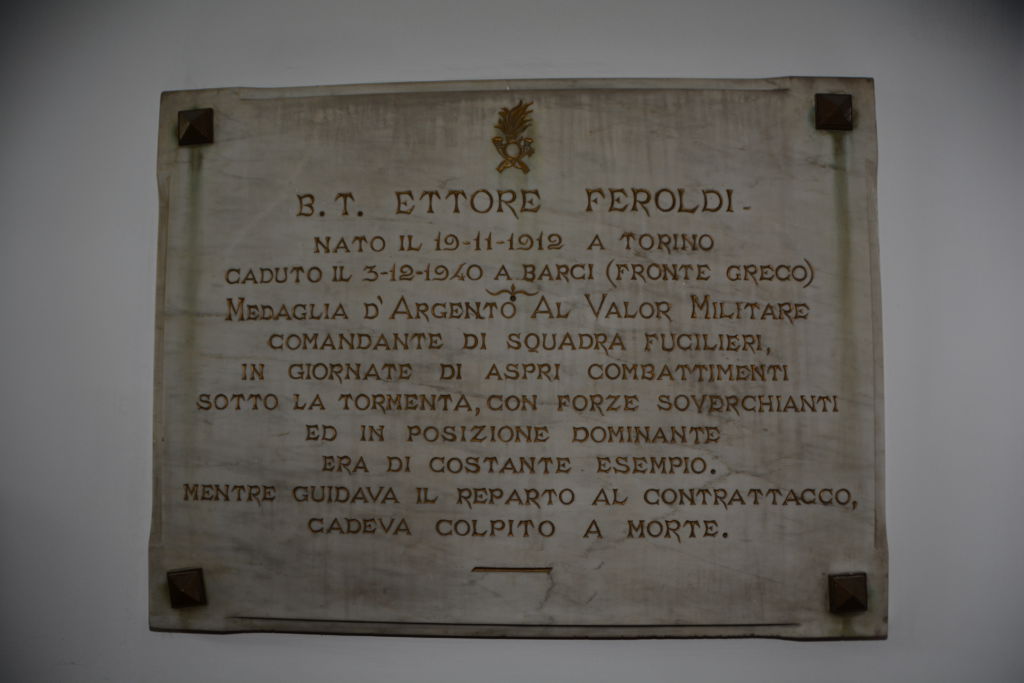 B.T. ETTORE FEROLDI-
NATO IL 19-11-1912 A TORINO
CADUTO IL 3-12-1940 A BARCI (FRONTE GRECO)
MEDAGLIA D'ARGENTO AL VALOR MILITARE
COMANDANTE DI SQUADRA FUCILIERI,
IN GIORNATE DI ASPRI COMBATTIMENTI
SOTTO LA TORMENTA, CON FORZE SOVERCHIANTI
ED IN POSIZIONE DOMINANTE
ERA DI COSTANTE ESEMPIO.
MENTRE GUIDAVA IL REPARTO AL CONTRATTACCO,
CADEVA COLPITO A MORTE.